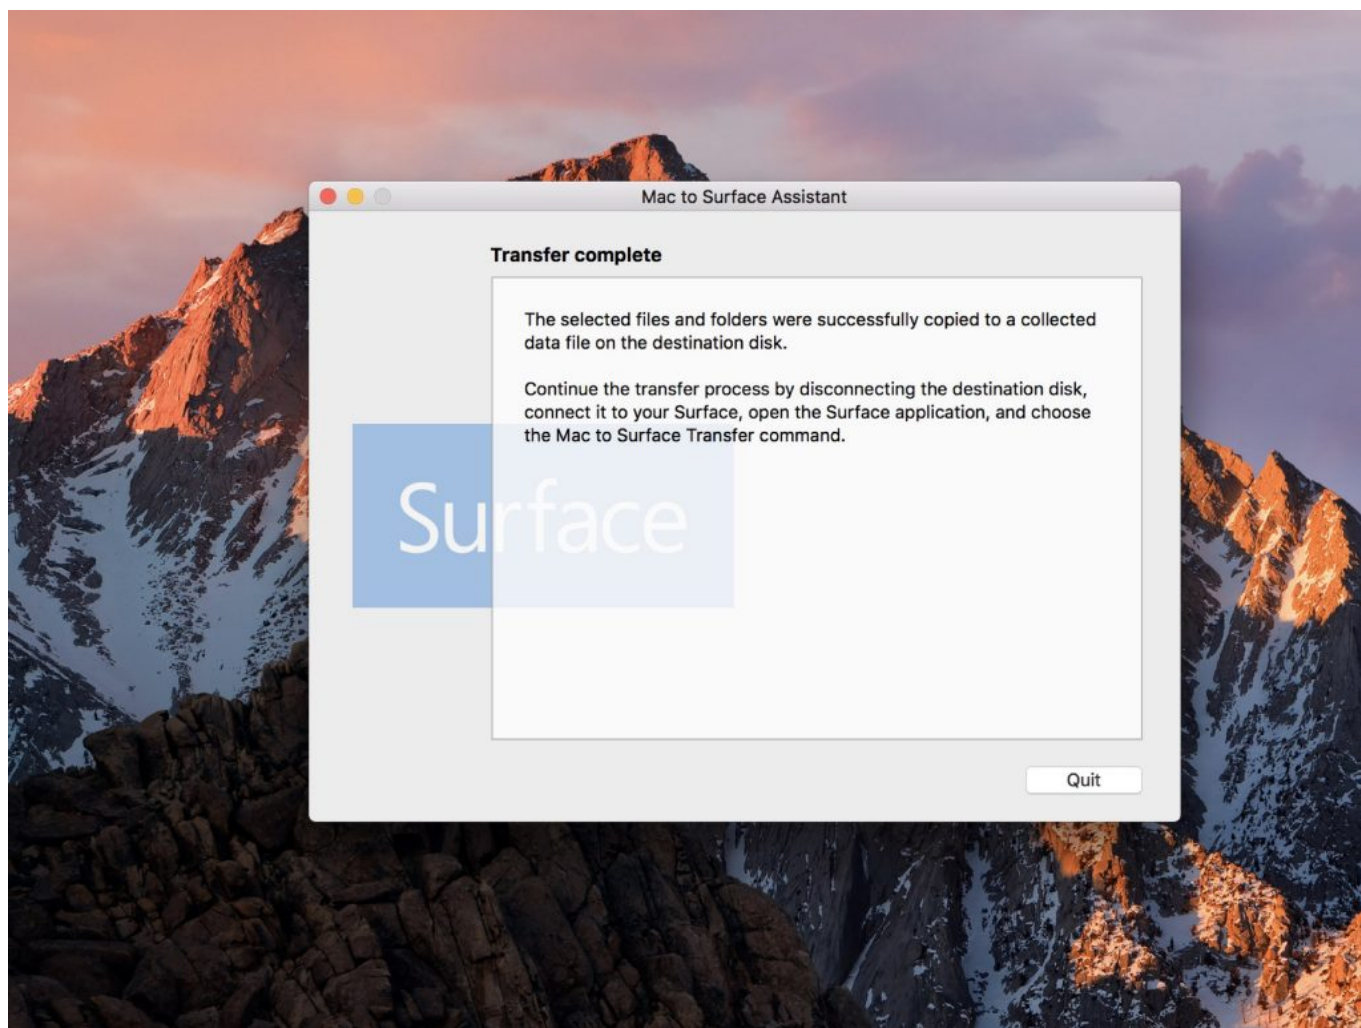 Mac to Surface Assistant
Transfer complete
The selected files and folders were successfully copied to a collected
data file on the destination disk.
Continue the transfer process by disconnecting the destination disk,
connect it to your Surface, open the Surface application, and choose
the Mac to Surface Transfer command.
Surface
Quit